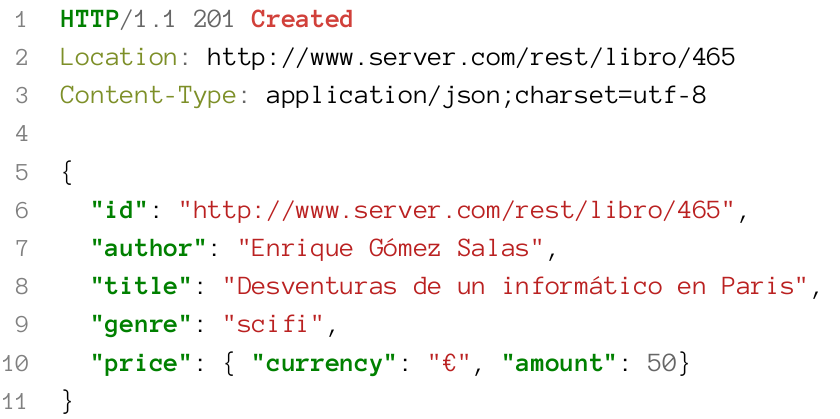 1 HTTP/1.1 201 Created
2 Location: http://www.server.com/rest/libro/465
3 Content-Type: application/json;charset=utf-8
4
5 {
6   "id": "http://www.server.com/rest/libro/465",
7   "author": "Enrique Gómez Salas",
8   "title": "Desventuras de un informático en Paris",
9   "genre": "scifi",
10   "price": { "currency": "€", "amount": 50}
11 }